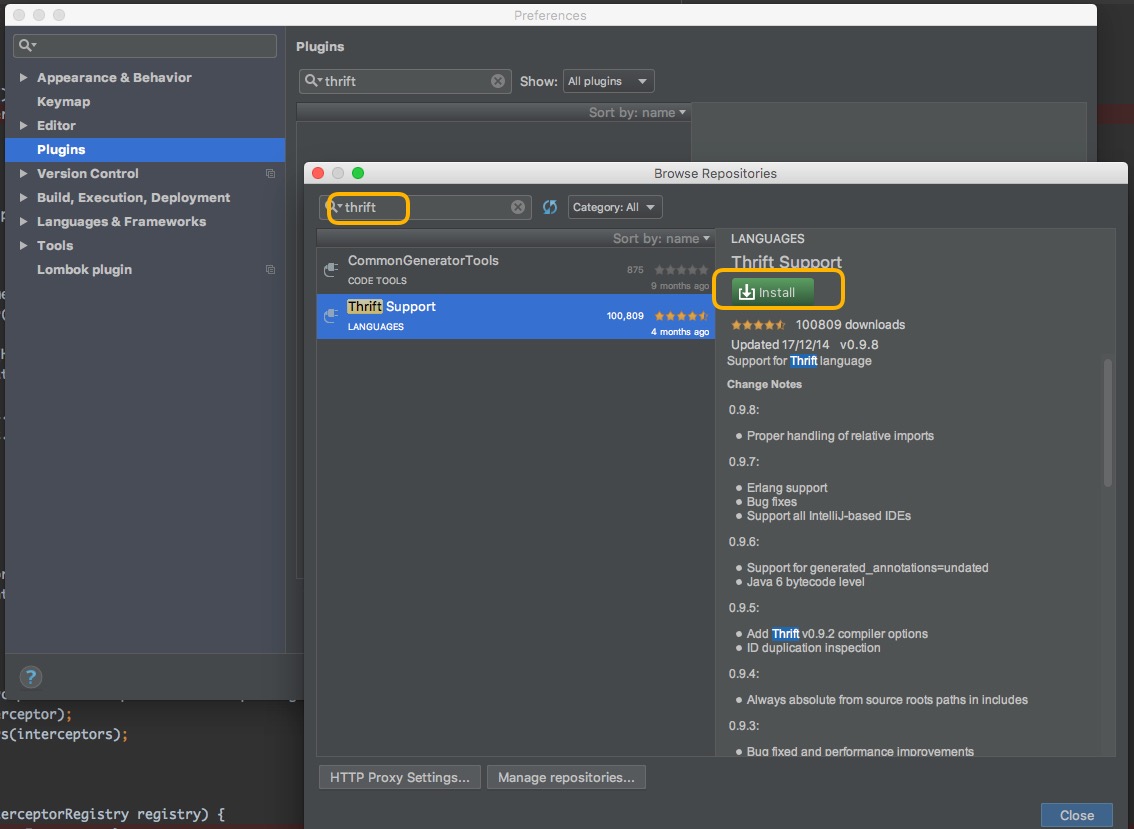 Preferences
Plugins
thrift
Show: All plugins
Sort by: name
Appearance & Behavior
Keymap
Editor
Plugins
Version Control
Build, Execution, Deployment
Languages & Frameworks
Tools
Lombok plugin
?
Browse Repositories
thrift
Category: All
Sort by: name
CommonGeneratorTools
CODE TOOLS
875
9 months ago
Thrift Support
LANGUAGES
100,809
4 months ago
LANGUAGES
Thrift Support
Install
100809 downloads
Updated 17/12/14 v0.9.8
Support for Thrift language
Change Notes
0.9.8:
● Proper handling of relative imports
0.9.7:
● Erlang support
● Bug fixes
● Support all IntelliJ-based IDEs
0.9.6:
● Support for generated_annotations=undated
● Java 6 bytecode level
0.9.5:
● Add Thrift v0.9.2 compiler options
● ID duplication inspection
0.9.4:
● Always absolute from source roots paths in includes
0.9.3:
● Bug fixed and performance improvements
HTTP Proxy Settings...
Manage repositories...
Close
erceptor);
s(interceptors);
erceptorRegistry registry) {